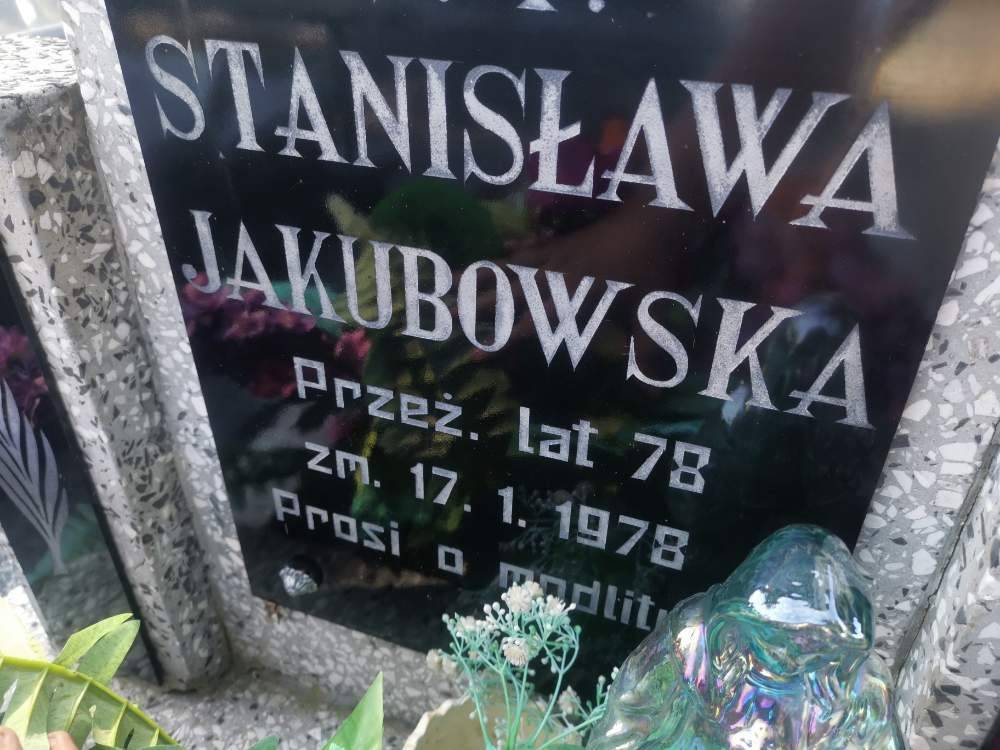 STANISŁAWA
JAKUBOWSKA
Przeż. lat 78
zm. 17. 1. 1978
Prosi o